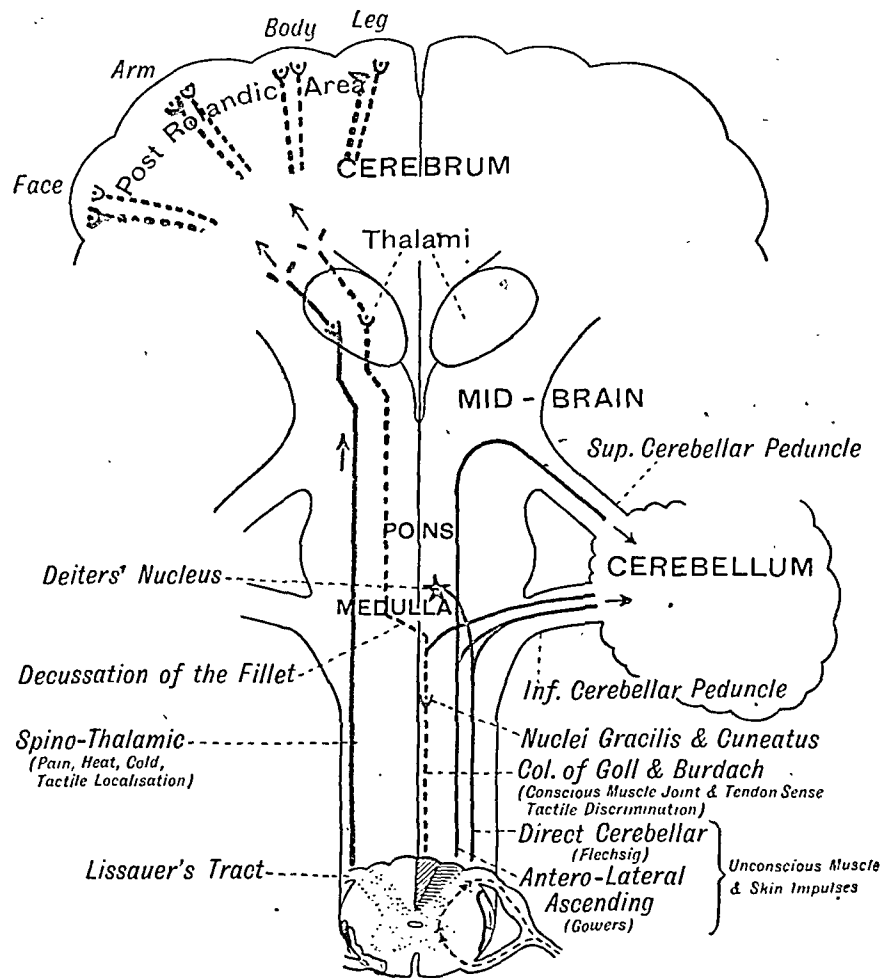 Leg
Body
Arm
Post Rolandic Area
Face
CEREBRUM
Thalami
MID - BRAIN
Sup. Cerebellar Peduncle
PONS
CEREBELLUM
Deiters' Nucleus
MEDULLA
Decussation of the Fillet
Inf. Cerebellar Peduncle
Spino-Thalamic
(Pain, Heat, Cold,
Tactile Localisation)
Nuclei Gracilis & Cuneatus
Col. of Goll & Burdach
(Conscious Muscle Joint & Tendon Sense
Tactile Discrimination)
Direct Cerebellar
(Flechsig)
Lissauer's Tract
Antero-Lateral
Ascending
(Gowers)
Unconscious Muscle
& Skin Impulses